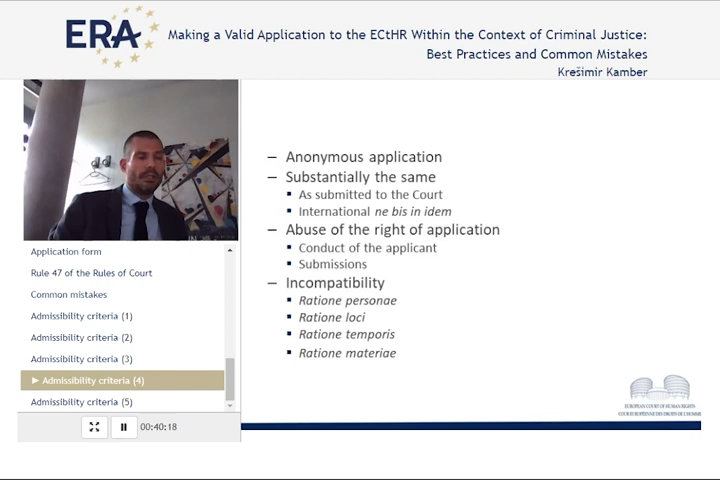 ERA
Making a Valid Application to the ECtHR Within the Context of Criminal Justice:
Best Practices and Common Mistakes
Krešimir Kamber
– Anonymous application
– Substantially the same
▪ As submitted to the Court
▪ International ne bis in idem
– Abuse of the right of application
▪ Conduct of the applicant
▪ Submissions
– Incompatibility
▪ Ratione personae
▪ Ratione loci
▪ Ratione temporis
▪ Ratione materiae
Application form
Rule 47 of the Rules of Court
Common mistakes
Admissibility criteria (1)
Admissibility criteria (2)
Admissibility criteria (3)
► Admissibility criteria (4)
Admissibility criteria (5)
00:40:18
EUROPEAN COURT OF HUMAN RIGHTS
COUR EUROPÉENNE DES DROITS DE L'HOMME